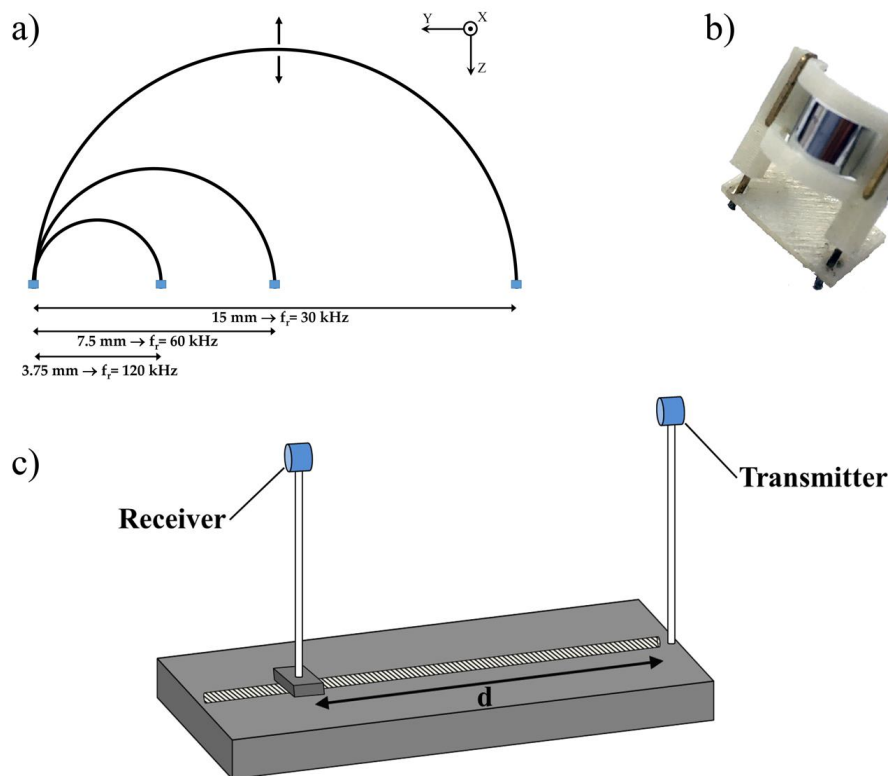 a)
Y
X
Z
b)
15 mm → fr= 30 kHz
7.5 mm → fr= 60 kHz
3.75 mm → fr= 120 kHz
c)
Receiver
Transmitter
d